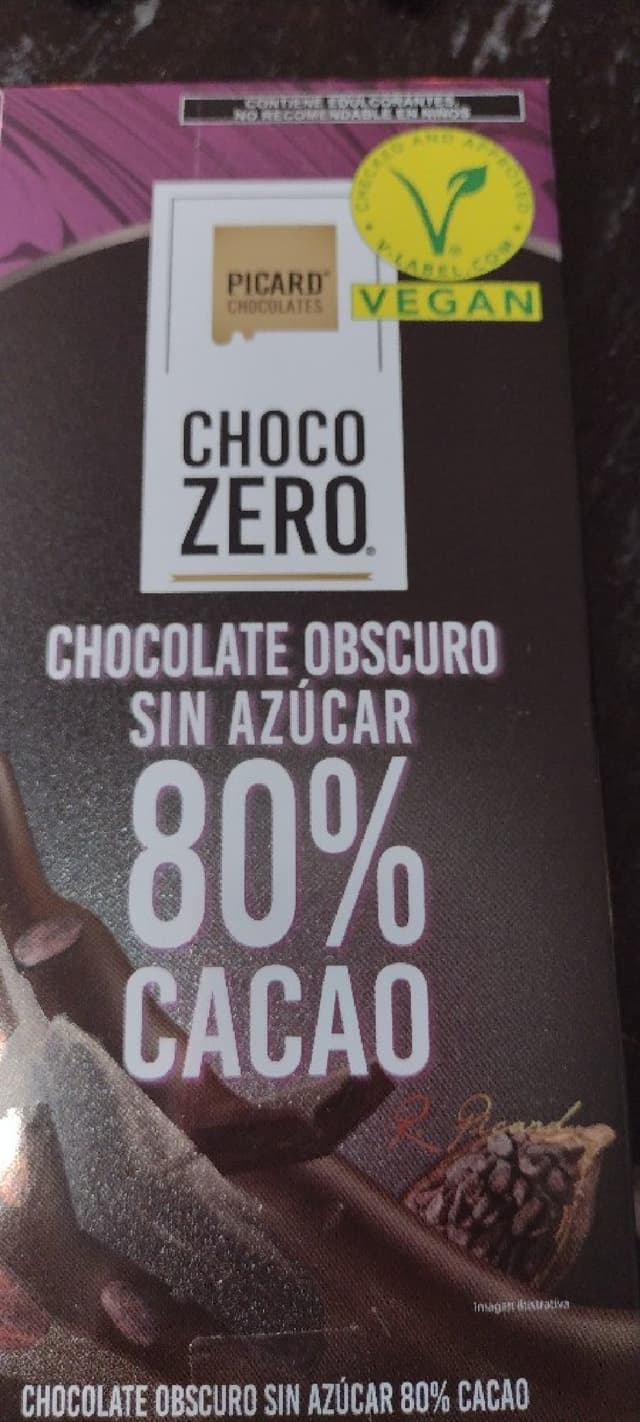 CONTIENE EDULCORANTES,
NO RECOMENDABLE EN NIÑOS
CHECKED AND APPROVED
• V-LABEL.COM •
VEGAN
PICARD®
CHOCOLATES
CHOCO
ZERO®
CHOCOLATE OBSCURO
SIN AZÚCAR
80%
CACAO
R. Picard
Imagen ilustrativa
CHOCOLATE OBSCURO SIN AZÚCAR 80% CACAO